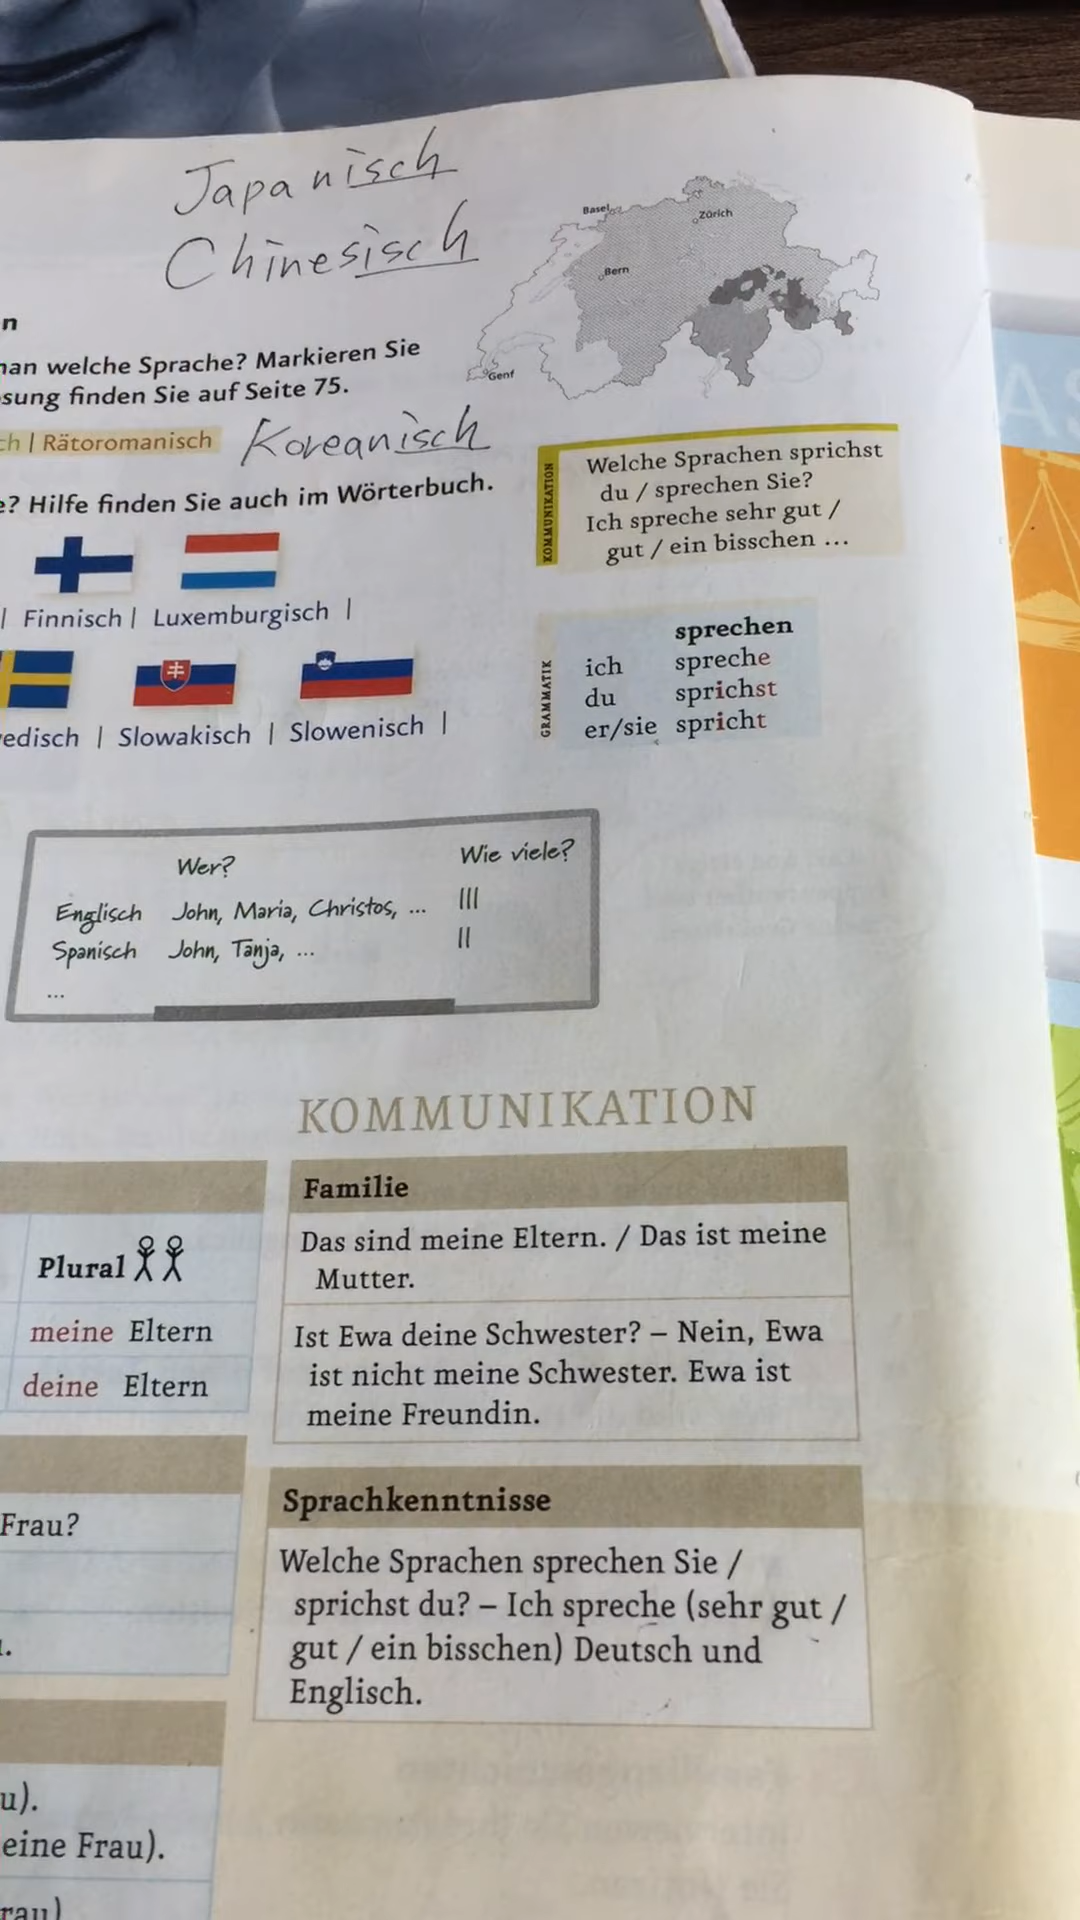 Japanisch
Chinesisch
Basel
Zürich
Bern
Genf
n
welche Sprache? Markieren Sie
finden Sie auf Seite 75.
ch | Rätoromanisch
Koreanisch
e? Hilfe finden Sie auch im Wörterbuch.
| Finnisch | Luxemburgisch |
edisch | Slowakisch | Slowenisch |
KOMMUNIKATION
Welche Sprachen sprichst
du / sprechen Sie?
Ich spreche sehr gut /
gut / ein bisschen ...
GRAMMATIK
sprechen
ich spreche
du sprichst
er/sie spricht
Wer? Wie viele?
Englisch John, Maria, Christos, ... |||
Spanisch John, Tanja, ... ||
...
KOMMUNIKATION
Plural
meine Eltern
deine Eltern
Frau?
u).
eine Frau).
rau)
Familie
Das sind meine Eltern. / Das ist meine
Mutter.
Ist Ewa deine Schwester? – Nein, Ewa
ist nicht meine Schwester. Ewa ist
meine Freundin.
Sprachkenntnisse
Welche Sprachen sprechen Sie /
sprichst du? – Ich spreche (sehr gut /
gut / ein bisschen) Deutsch und
Englisch.